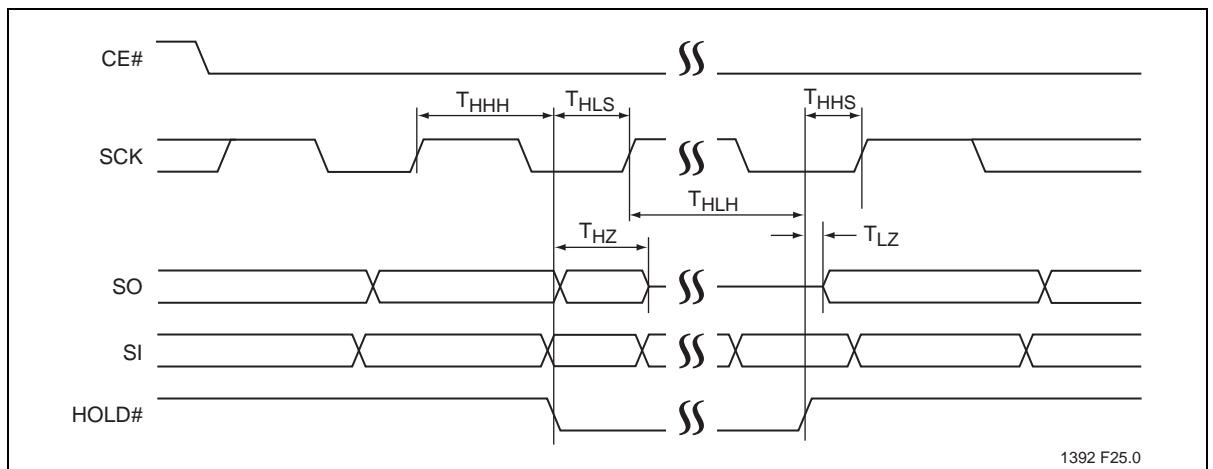 CE#
THHH
THLS
THHS
SCK
THLH
THZ
TLZ
SO
SI
HOLD#
1392 F25.0